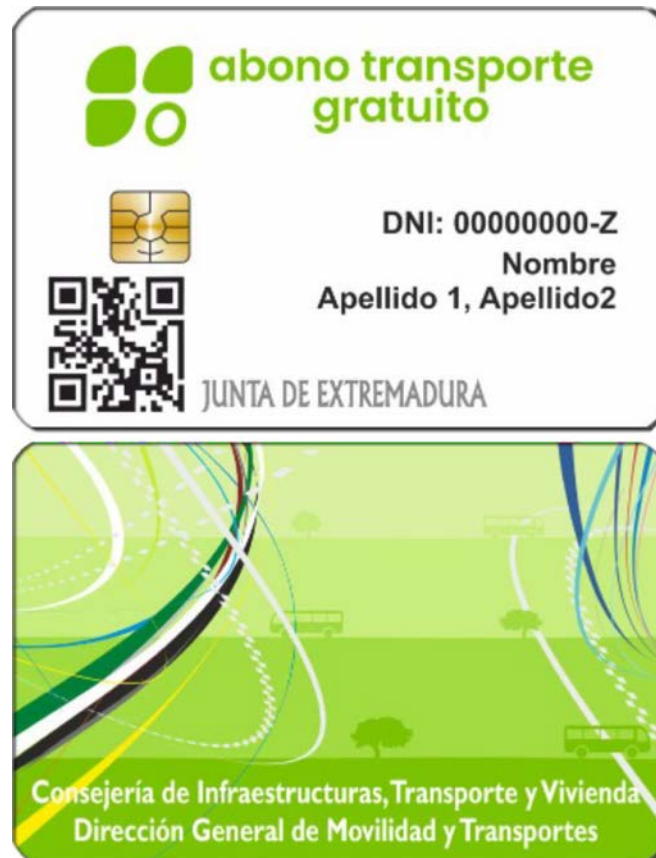 abono transporte
gratuito
DNI: 00000000-Z
Nombre
Apellido 1, Apellido2
JUNTA DE EXTREMADURA
Consejería de Infraestructuras, Transporte y Vivienda
Dirección General de Movilidad y Transportes